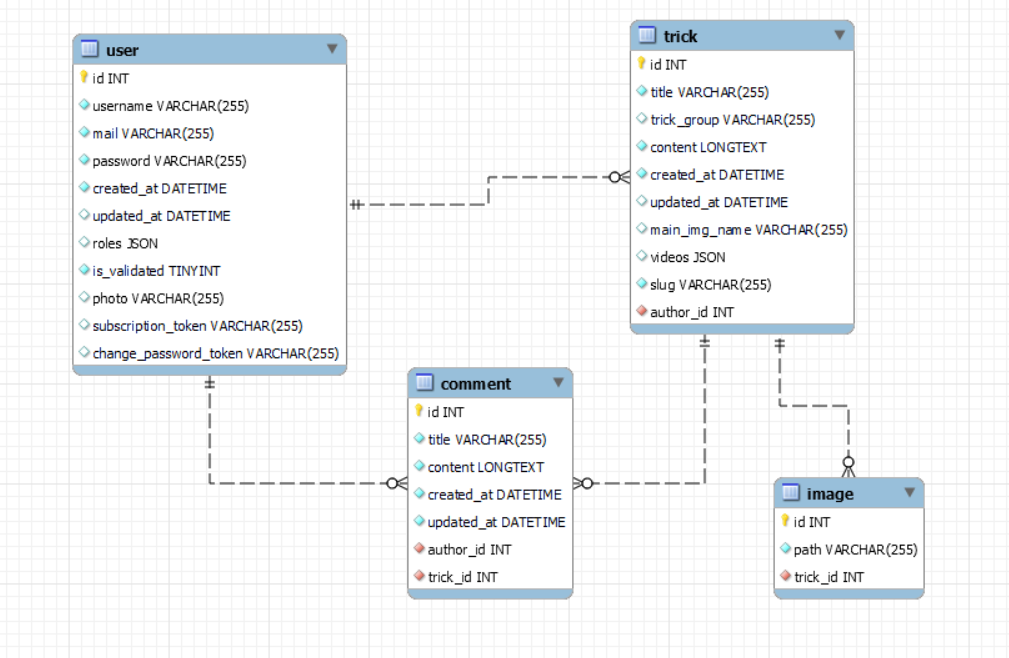 user
id INT
username VARCHAR(255)
mail VARCHAR(255)
password VARCHAR(255)
created_at DATETIME
updated_at DATETIME
roles JSON
is_validated TINYINT
photo VARCHAR(255)
subscription_token VARCHAR(255)
change_password_token VARCHAR(255)
trick
id INT
title VARCHAR(255)
trick_group VARCHAR(255)
content LONGTEXT
created_at DATETIME
updated_at DATETIME
main_img_name VARCHAR(255)
videos JSON
slug VARCHAR(255)
author_id INT
comment
id INT
title VARCHAR(255)
content LONGTEXT
created_at DATETIME
updated_at DATETIME
author_id INT
trick_id INT
image
id INT
path VARCHAR(255)
trick_id INT